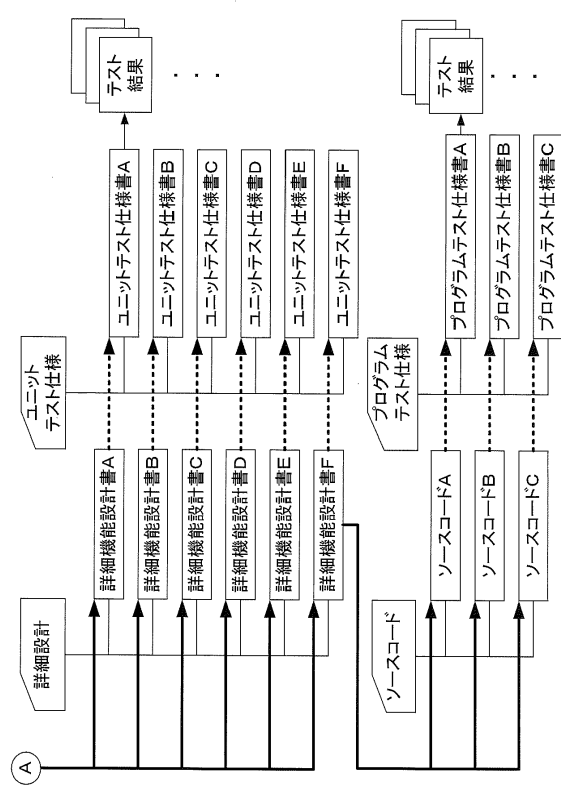 A
詳細設計
詳細機能設計書A
詳細機能設計書B
詳細機能設計書C
詳細機能設計書D
詳細機能設計書E
詳細機能設計書F
ユニット
テスト仕様
ユニットテスト仕様書A
ユニットテスト仕様書B
ユニットテスト仕様書C
ユニットテスト仕様書D
ユニットテスト仕様書E
ユニットテスト仕様書F
テスト
結果
・・・
ソースコード
ソースコードA
ソースコードB
ソースコードC
プログラム
テスト仕様
プログラムテスト仕様書A
プログラムテスト仕様書B
プログラムテスト仕様書C
テスト
結果
・・・